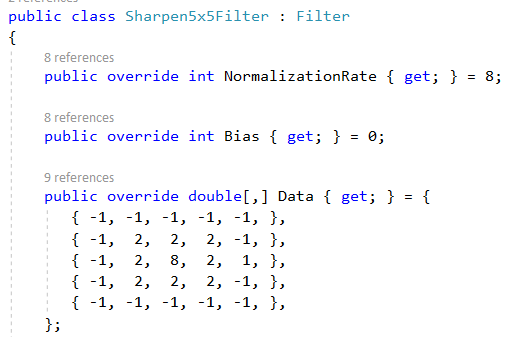 2 references
public class Sharpen5x5Filter : Filter
{
8 references
public override int NormalizationRate { get; } = 8;
8 references
public override int Bias { get; } = 0;
9 references
public override double[,] Data { get; } = {
{ -1, -1, -1, -1, -1, },
{ -1, 2, 2, 2, -1, },
{ -1, 2, 8, 2, 1, },
{ -1, 2, 2, 2, -1, },
{ -1, -1, -1, -1, -1, },
};